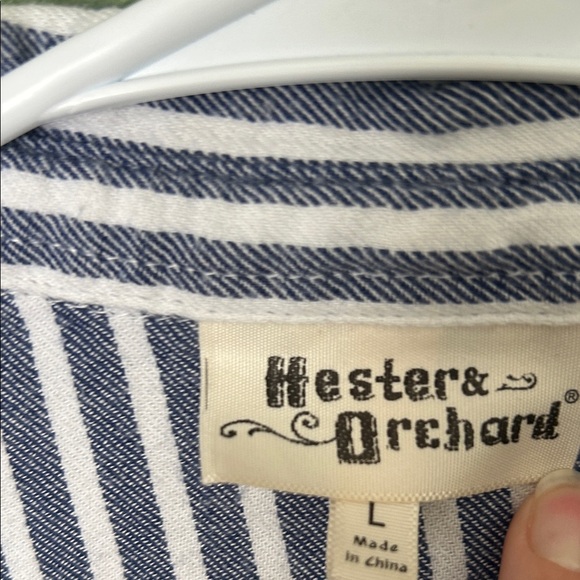 Hester &
Orchard®
L
Made
in China